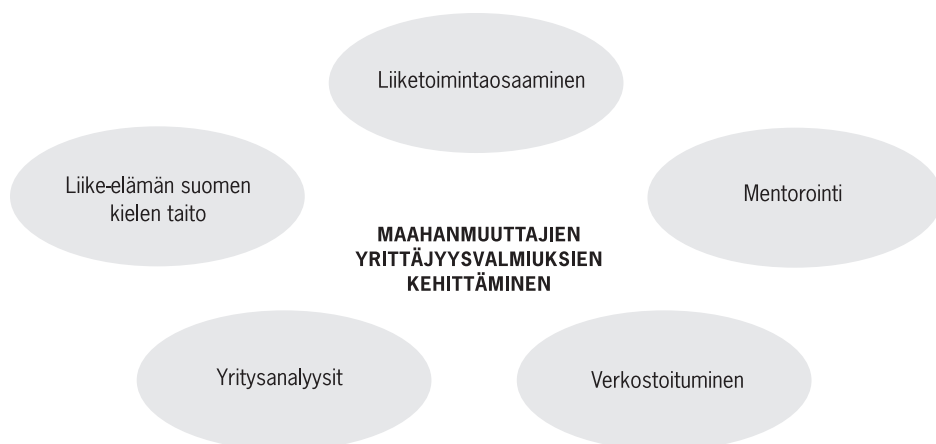 Liiketoimintaosaaminen
Liike-elämän suomen
kielen taito
Mentorointi
MAAHANMUUTTAJIEN
YRITTÄJYYSVALMIUKSIEN
KEHITTÄMINEN
Yritysanalyysit
Verkostoituminen